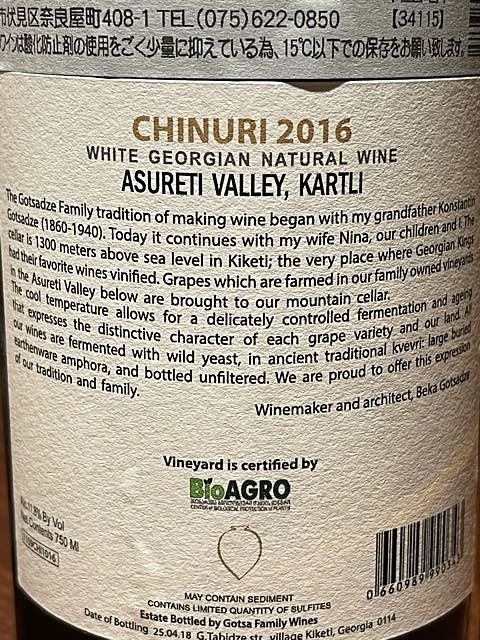 市伏見区奈良屋町408-1 TEL(075)622-0850 [34115]
ワインは酸化防止剤の使用をごく少量に抑えている為、15℃以下での保存をお願い致します。
CHINURI 2016
WHITE GEORGIAN NATURAL WINE
ASURETI VALLEY, KARTLI
The Gotsadze Family tradition of making wine began with my grandfather Konstantin
Gotsadze (1860-1940). Today it continues with my wife Nina, our children and I. The
cellar is 1300 meters above sea level in Kiketi; the very place where Georgian Kings
had their favorite wines vinified. Grapes which are farmed in our family owned vineyards
in the Asureti Valley below are brought to our mountain cellar.
The cool temperature allows for a delicately controlled fermentation and ageing
that expresses the distinctive character of each grape variety and our land. All
our wines are fermented with wild yeast, in ancient traditional kvevri: large buried
earthenware amphora, and bottled unfiltered. We are proud to offer this expression
of our tradition and family.
Winemaker and architect, Beka Gotsadze
Vineyard is certified by
BioAGRO
CENTER OF BIOLOGICAL PROTECTION of PLANTS
Alc.11.8% By Vol
Net Contents 750 Ml
MAY CONTAIN SEDIMENT
CONTAINS LIMITED QUANTITY OF SULFITES
Estate Bottled by Gotsa Family Wines
Date of Bottling 25.04.18 G.Tabidze str., village Kiketi, Georgia 0114